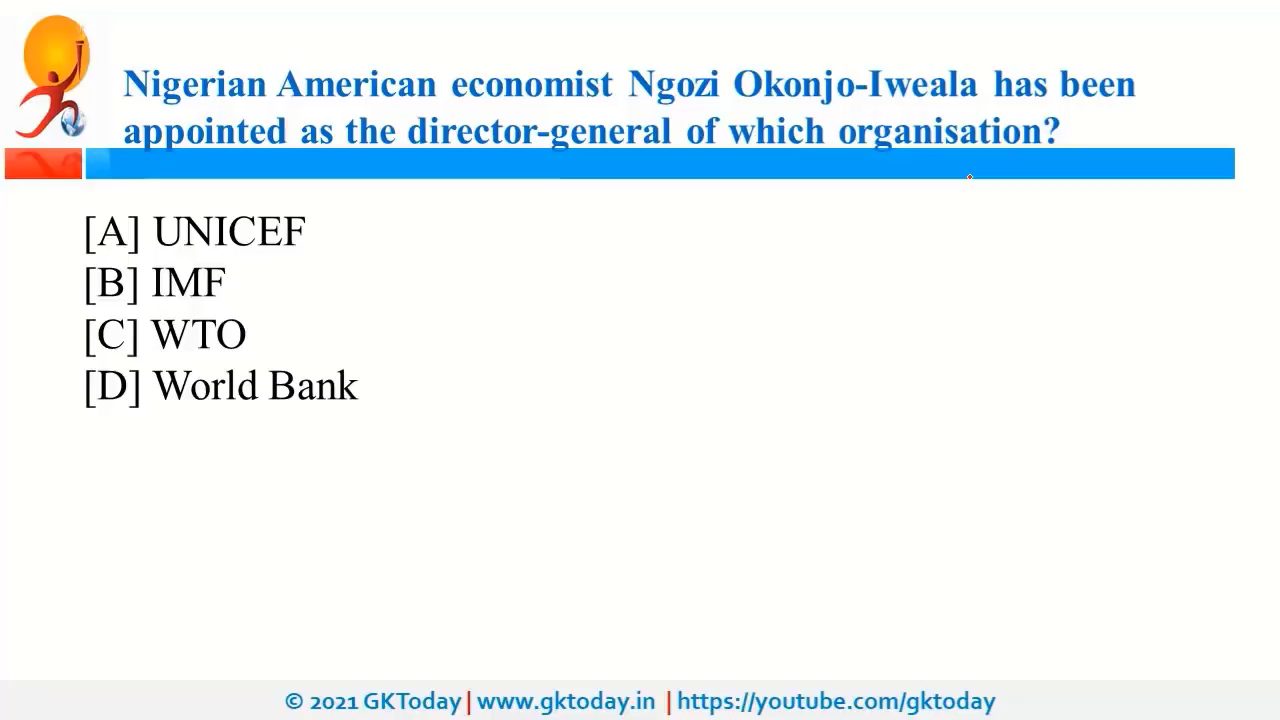 Nigerian American economist Ngozi Okonjo-Iweala has been
appointed as the director-general of which organisation?
[A] UNICEF
[B] IMF
[C] WTO
[D] World Bank
© 2021 GKToday | www.gktoday.in | https://youtube.com/gktoday